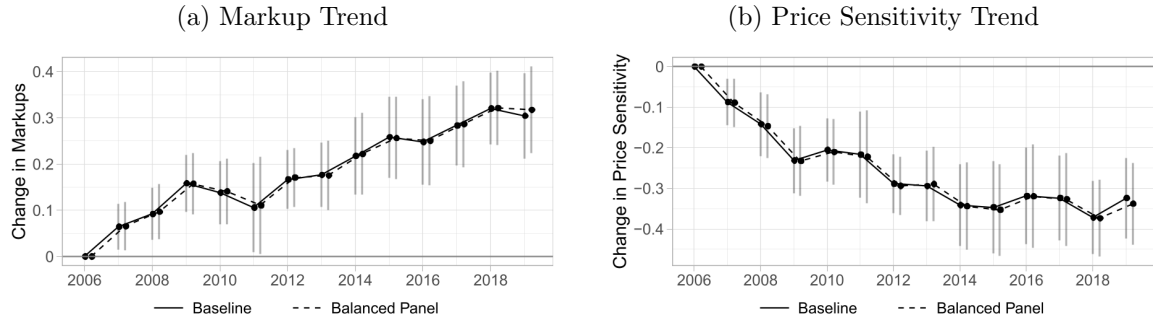 (a) Markup Trend
Change in Markups
0.4
0.3
0.2
0.1
0
2006 2008 2010 2012 2014 2016 2018
Baseline Balanced Panel
(b) Price Sensitivity Trend
Change in Price Sensitivity
0
−0.1
−0.2
−0.3
−0.4
2006 2008 2010 2012 2014 2016 2018
Baseline Balanced Panel